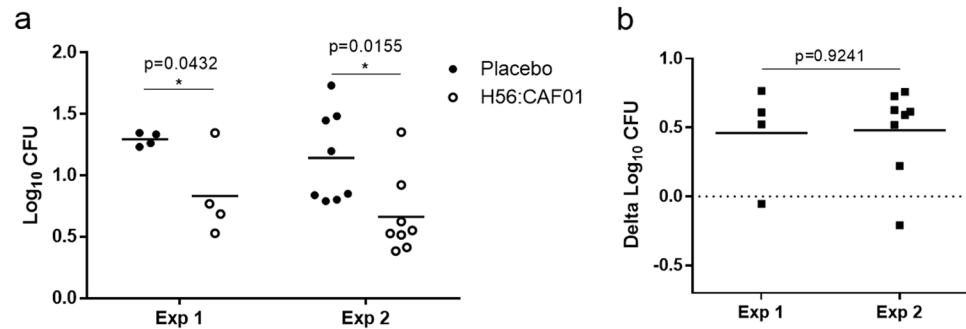 a
b
p=0.0432
*
p=0.0155
*
Placebo
H56:CAF01
Log10 CFU
2.0
1.5
1.0
0.5
0.0
Exp 1
Exp 2
p=0.9241
Delta Log10 CFU
1.0
0.5
0.0
-0.5
Exp 1
Exp 2